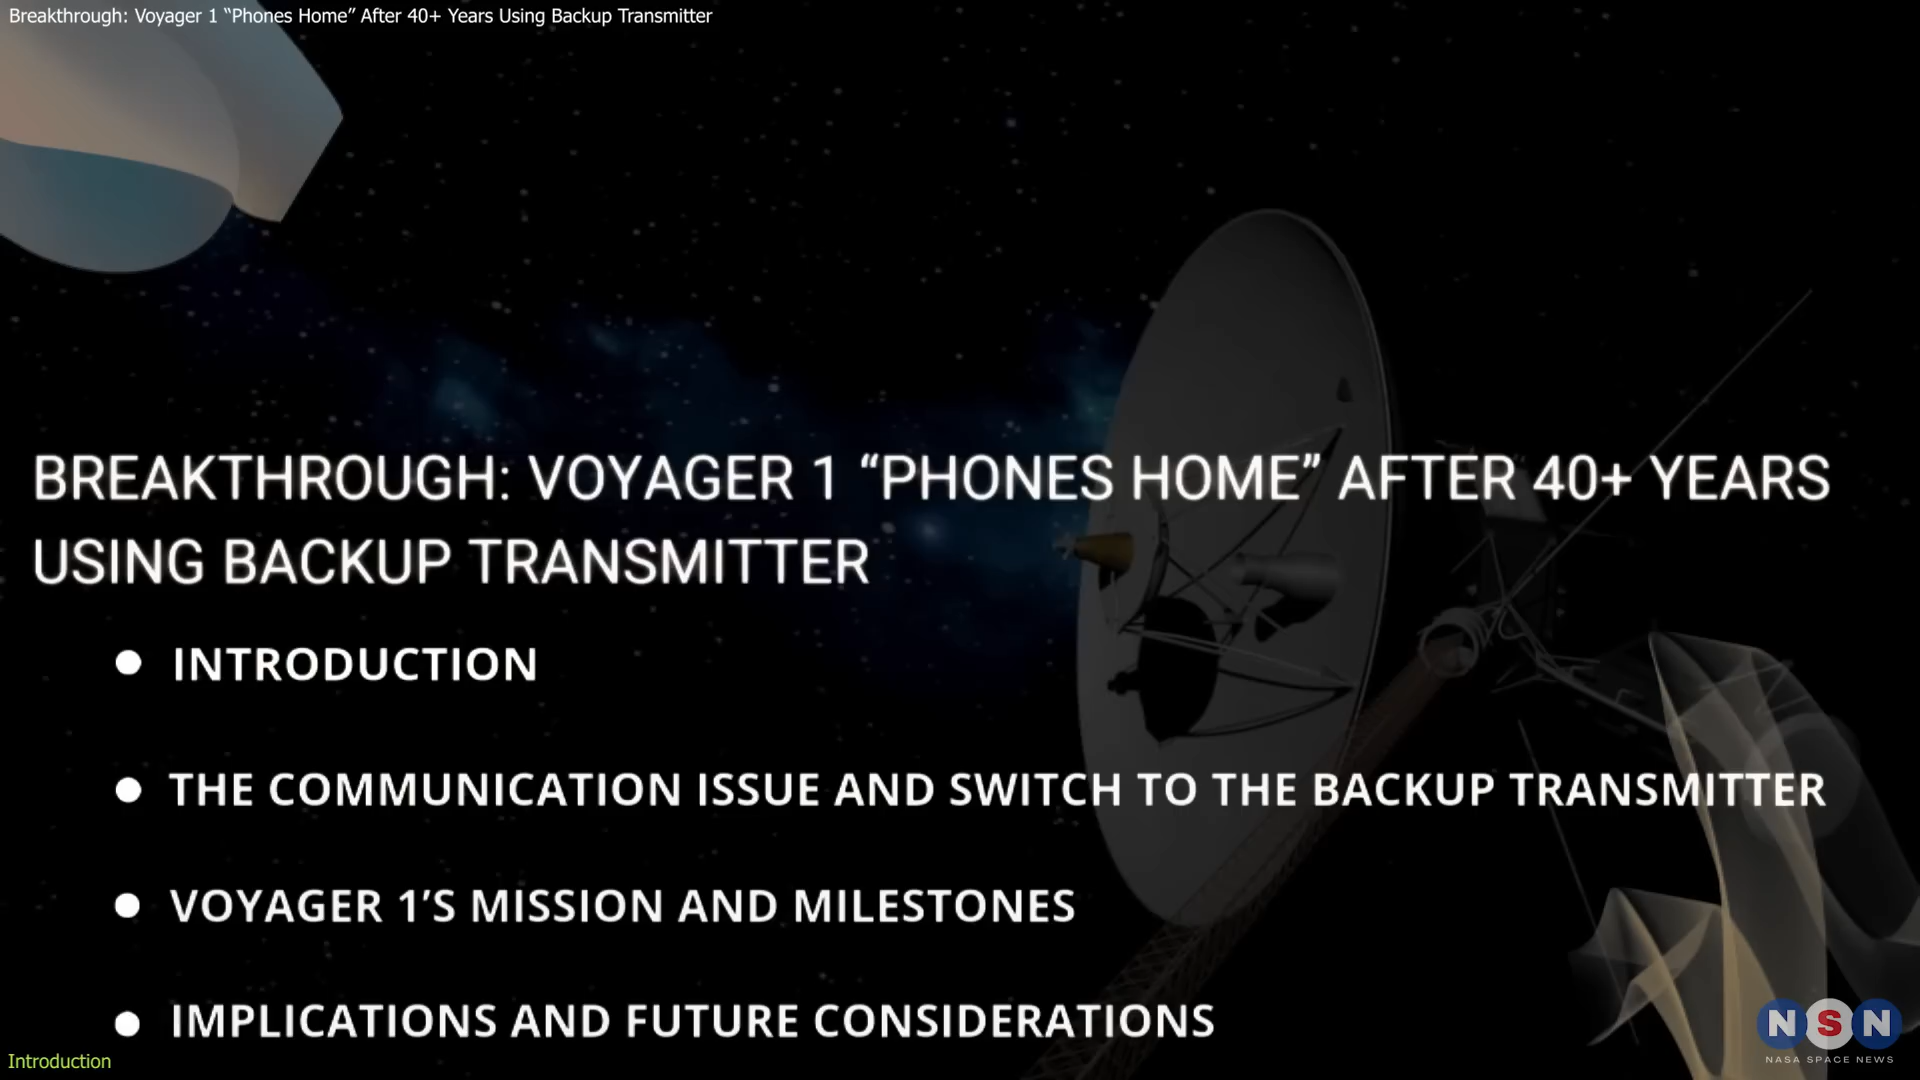 Breakthrough: Voyager 1 “Phones Home” After 40+ Years Using Backup Transmitter
BREAKTHROUGH: VOYAGER 1 “PHONES HOME” AFTER 40+ YEARS
USING BACKUP TRANSMITTER
● INTRODUCTION
● THE COMMUNICATION ISSUE AND SWITCH TO THE BACKUP TRANSMITTER
● VOYAGER 1’S MISSION AND MILESTONES
● IMPLICATIONS AND FUTURE CONSIDERATIONS
NSN
NASA SPACE NEWS
Introduction